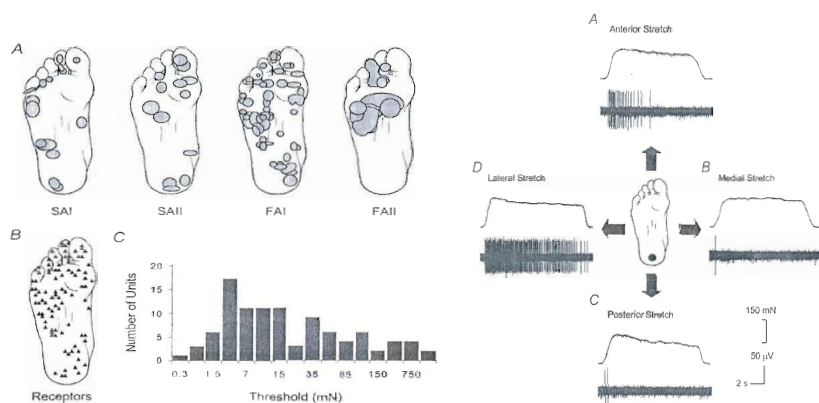 A
SAI
SAII
FAI
FAII
B
Receptors
C
Number of Units
20
15
10
5
0
0.3
1.5
7
15
35
85
150
750
Threshold (mN)
A
Anterior Stretch
D
Lateral Stretch
B
Medial Stretch
C
Posterior Stretch
150 mN
50 µV
2 s